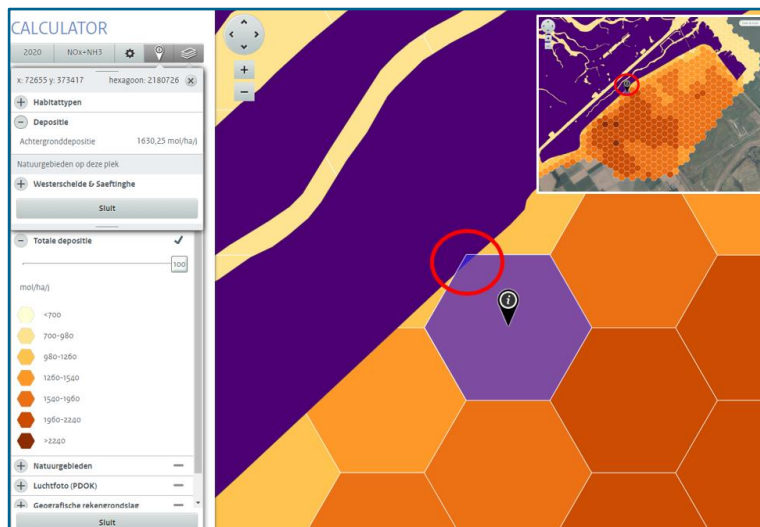 CALCULATOR
2020 NOx+NH3
x: 72655 y: 373417 hexagoon: 2180726
Habitattypen
Depositie
Achtergronddepositie 1630,25 mol/ha/j
Natuurgebieden op deze plek
Westerschelde & Saeftinghe
Sluit
Totale depositie
100
mol/ha/j
<700
700-980
980-1260
1260-1540
1540-1960
1960-2240
>2240
Natuurgebieden
Luchtfoto (PDOK)
Geografische rekengrondslag
Sluit